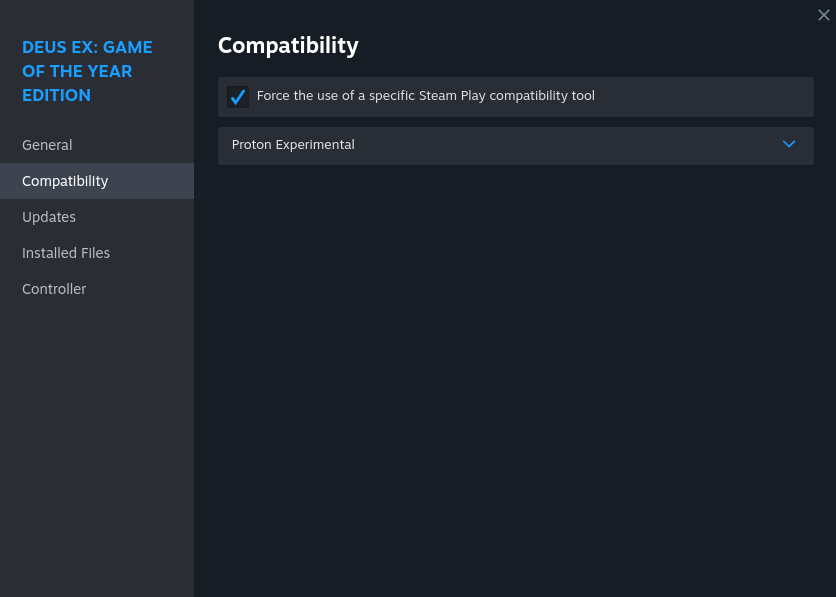 DEUS EX: GAME
OF THE YEAR
EDITION
General
Compatibility
Updates
Installed Files
Controller
Compatibility
Force the use of a specific Steam Play compatibility tool
Proton Experimental